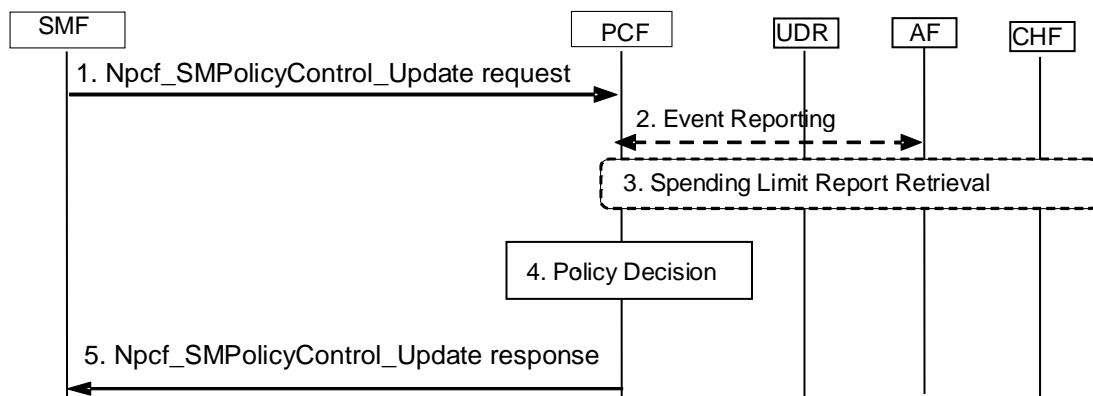 SMF
PCF
UDR
AF
CHF
1. Npcf_SMPolicyControl_Update request
2. Event Reporting
3. Spending Limit Report Retrieval
4. Policy Decision
5. Npcf_SMPolicyControl_Update response